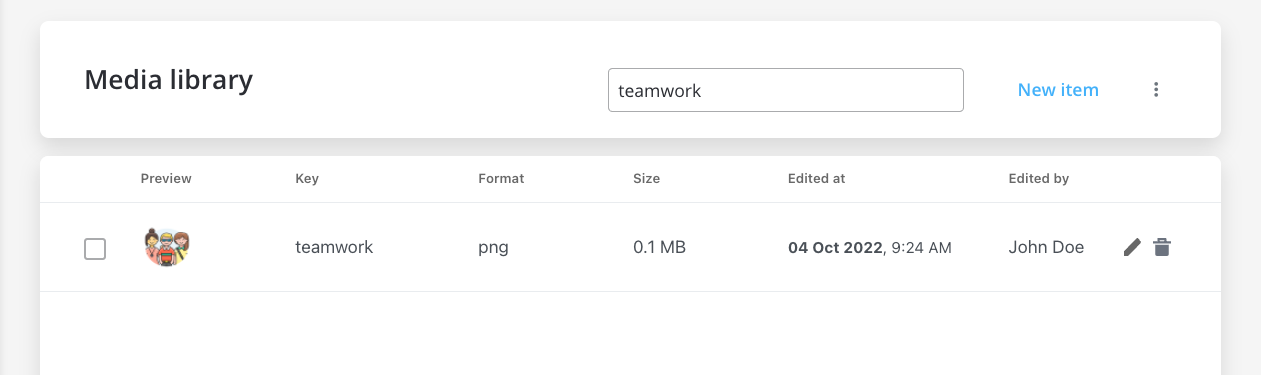 Media library
teamwork
New item
Preview Key Format Size Edited at Edited by
teamwork png 0.1 MB 04 Oct 2022, 9:24 AM John Doe